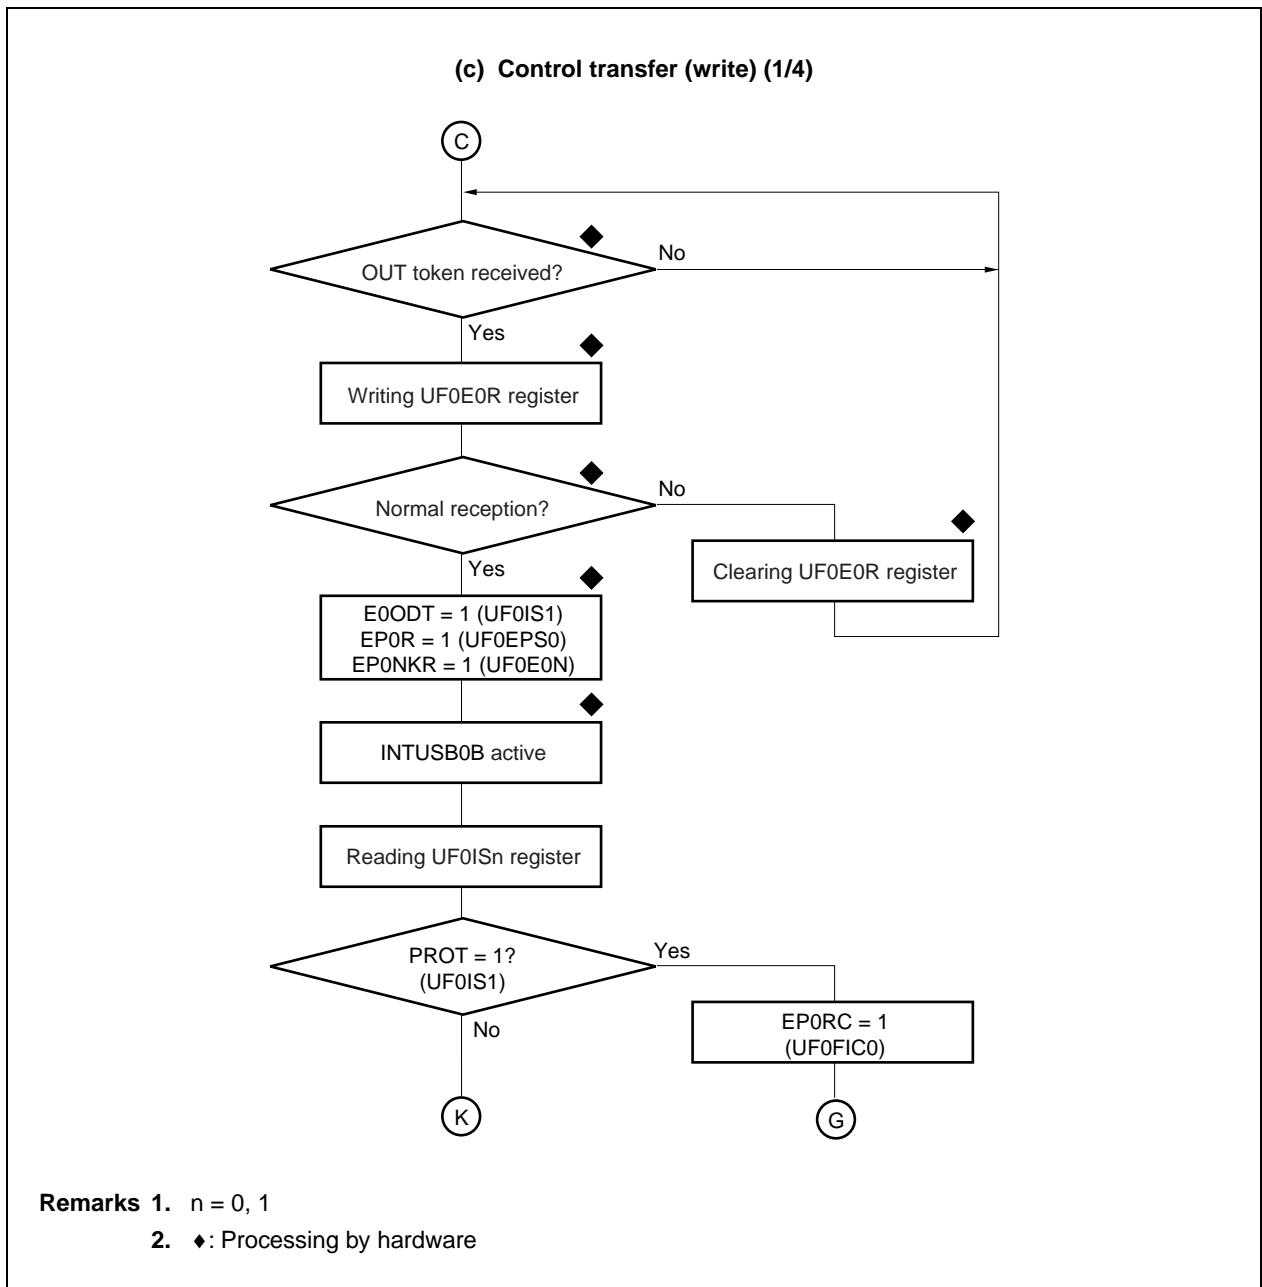 (c) Control transfer (write) (1/4)
C
OUT token received?
No
Yes
Writing UF0E0R register
Normal reception?
No
Clearing UF0E0R register
Yes
E0ODT = 1 (UF0IS1)
EP0R = 1 (UF0EPS0)
EP0NKR = 1 (UF0E0N)
INTUSB0B active
Reading UF0ISn register
PROT = 1?
(UF0IS1)
Yes
EP0RC = 1
(UF0FIC0)
No
K
G
Remarks 1. n = 0, 1
2. ♦: Processing by hardware